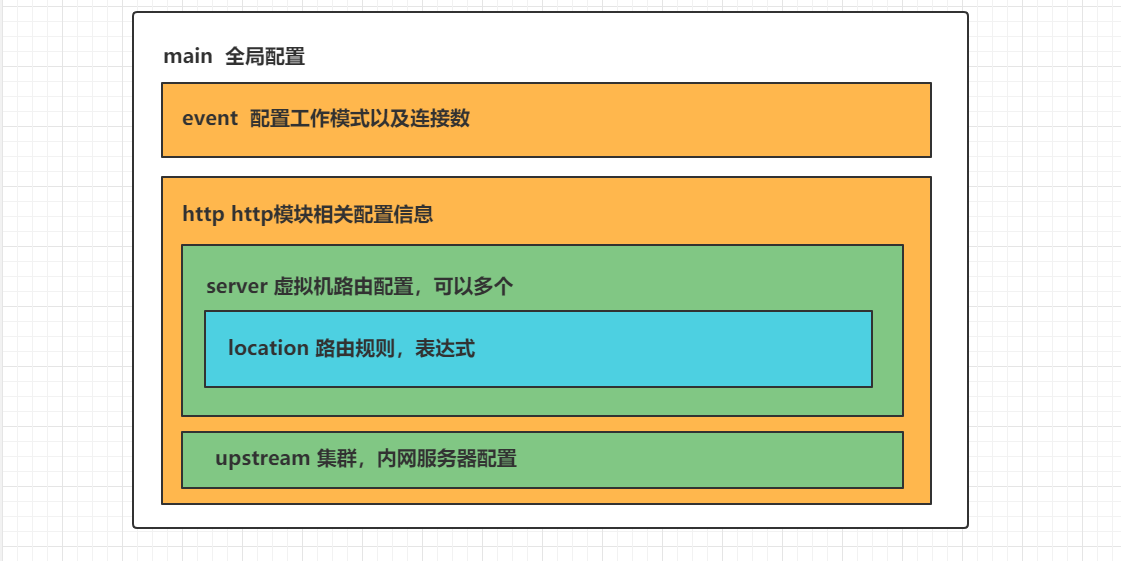 main 全局配置
event 配置工作模式以及连接数
http http模块相关配置信息
server 虚拟机路由配置，可以多个
location 路由规则，表达式
upstream 集群，内网服务器配置